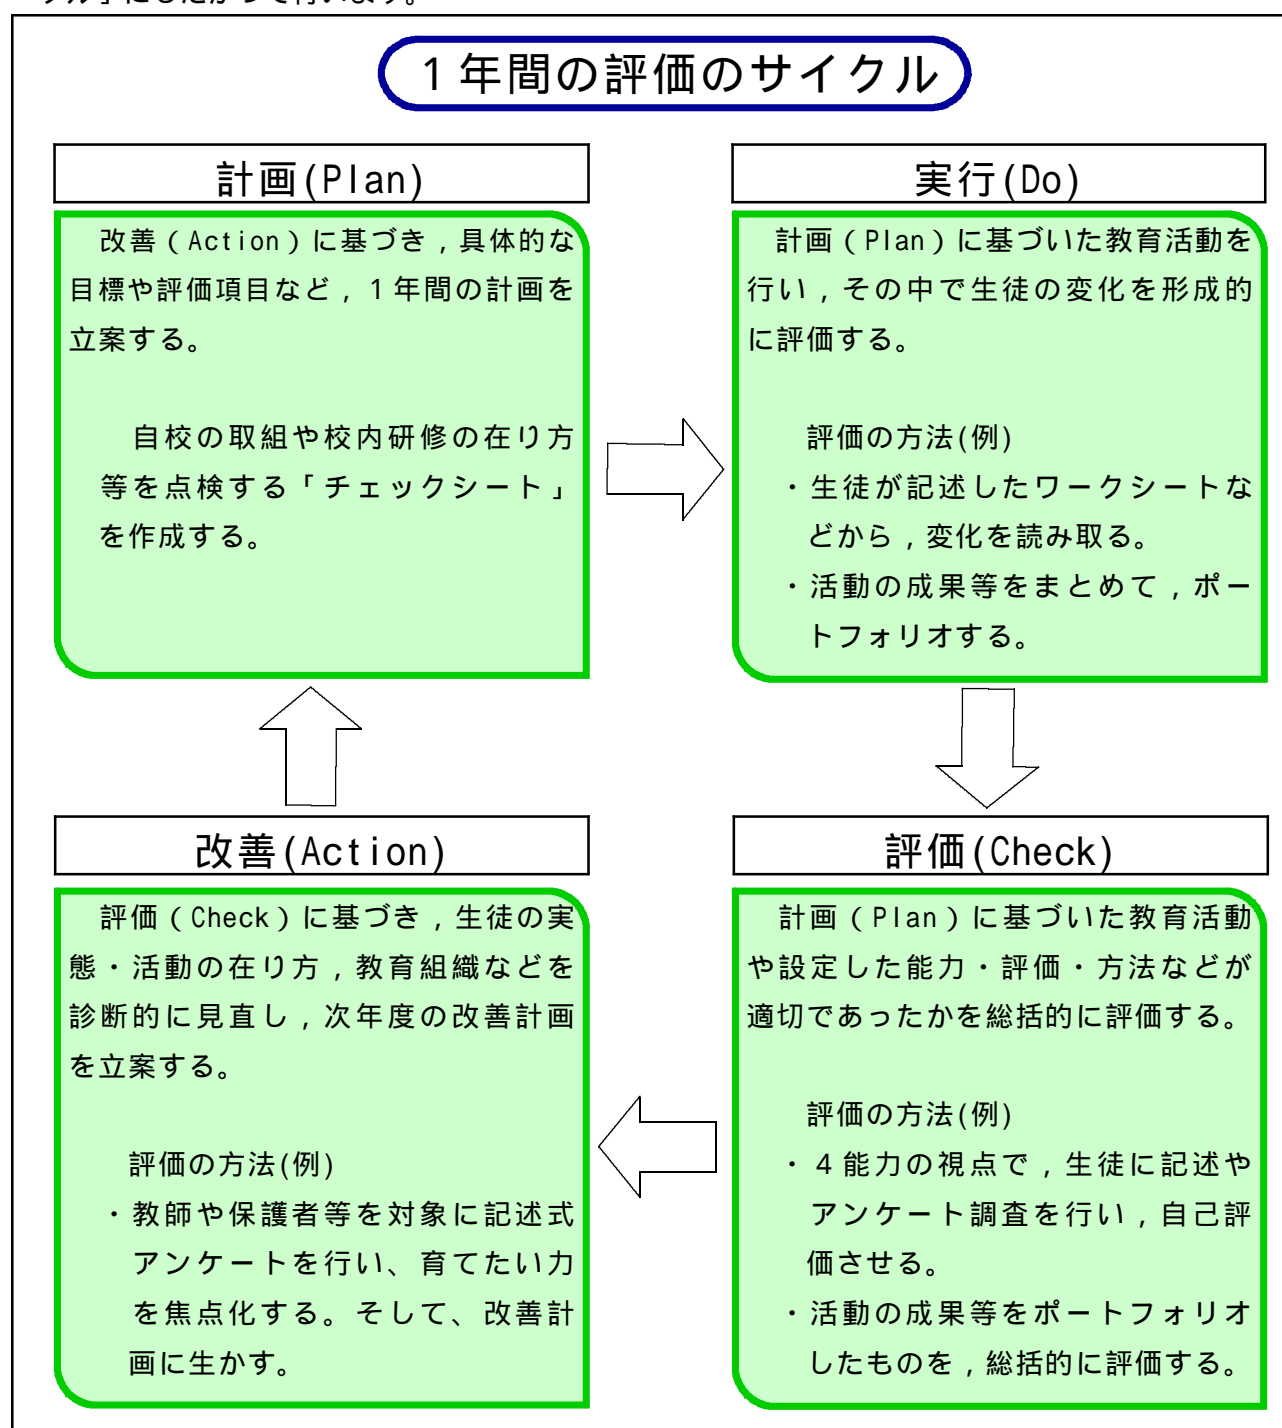 クル」にしたがって行います。
１年間の評価のサイクル
計画(Plan)
改善（Action）に基づき，具体的な
目標や評価項目など，１年間の計画を
立案する。
自校の取組や校内研修の在り方
等を点検する「チェックシート」
を作成する。
実行(Do)
計画（Plan）に基づいた教育活動を
行い，その中で生徒の変化を形成的
に評価する。
評価の方法(例)
・生徒が記述したワークシートな
どから，変化を読み取る。
・活動の成果等をまとめて，ポー
トフォリオする。
改善(Action)
評価（Check）に基づき，生徒の実
態・活動の在り方，教育組織などを
診断的に見直し，次年度の改善計画
を立案する。
評価の方法(例)
・教師や保護者等を対象に記述式
アンケートを行い、育てたい力
を焦点化する。そして、改善計
画に生かす。
評価(Check)
計画（Plan）に基づいた教育活動
や設定した能力・評価・方法などが
適切であったかを総括的に評価する。
評価の方法(例)
・４能力の視点で，生徒に記述や
アンケート調査を行い，自己評
価させる。
・活動の成果等をポートフォリオ
したものを，総括的に評価する。